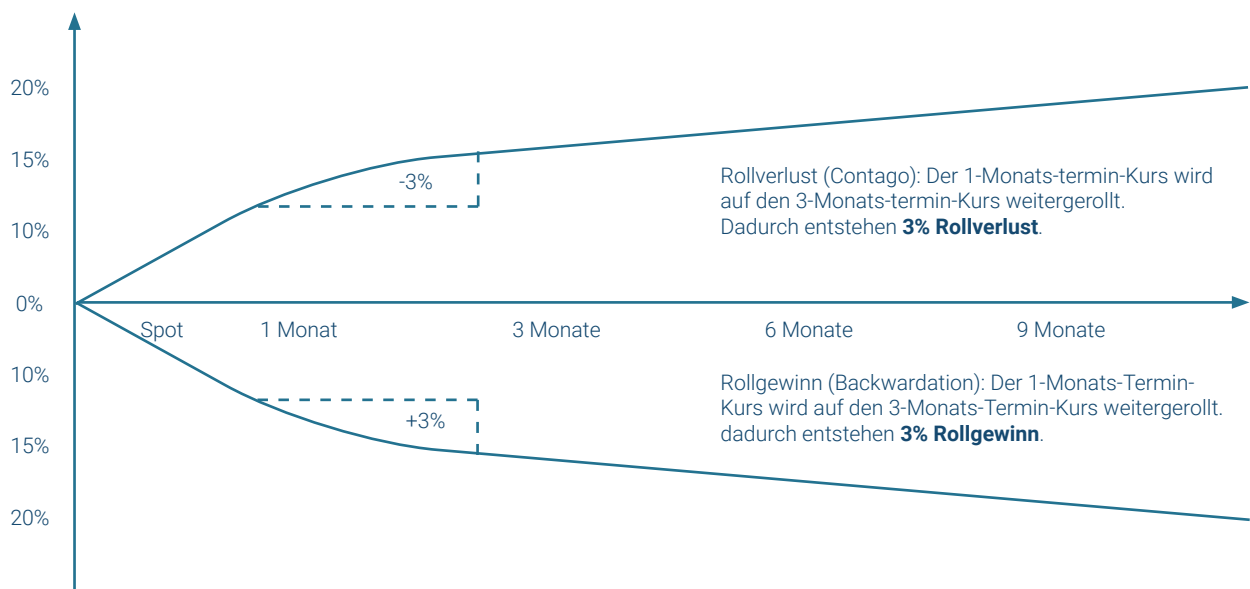 20%
15%
-3%
Rollverlust (Contago): Der 1-Monats-termin-Kurs wird
auf den 3-Monats-termin-Kurs weitergerollt.
Dadurch entstehen 3% Rollverlust.
10%
0%
Spot
1 Monat
3 Monate
6 Monate
9 Monate
10%
Rollgewinn (Backwardation): Der 1-Monats-Termin-
Kurs wird auf den 3-Monats-Termin-Kurs weitergerollt.
dadurch entstehen 3% Rollgewinn.
+3%
15%
20%